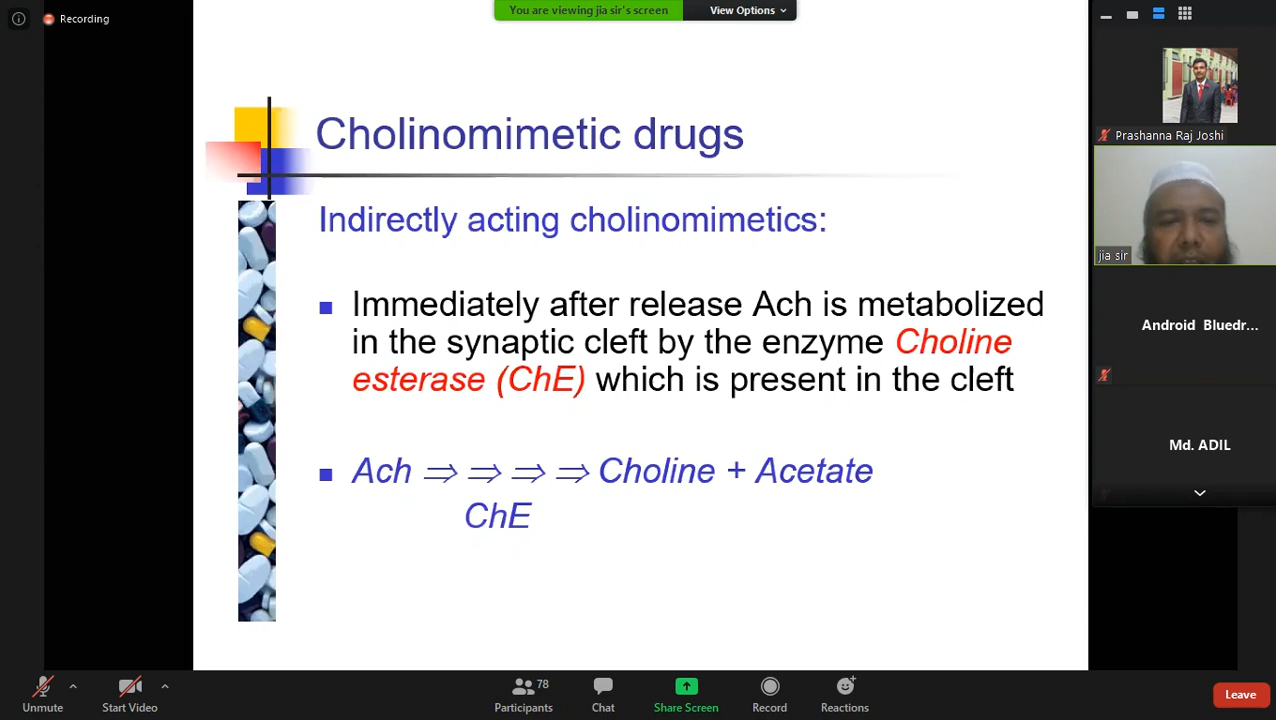 Recording
You are viewing jia sir's screen
View Options
Cholinomimetic drugs
Indirectly acting cholinomimetics:
Immediately after release Ach is metabolized
in the synaptic cleft by the enzyme Choline
esterase (ChE) which is present in the cleft
Ach ⇒ ⇒ ⇒ ⇒ Choline + Acetate
ChE
Prashanna Raj Joshi
jia sir
Android Bluedr...
Md. ADIL
Unmute
Start Video
78
Participants
Chat
Share Screen
Record
Reactions
Leave